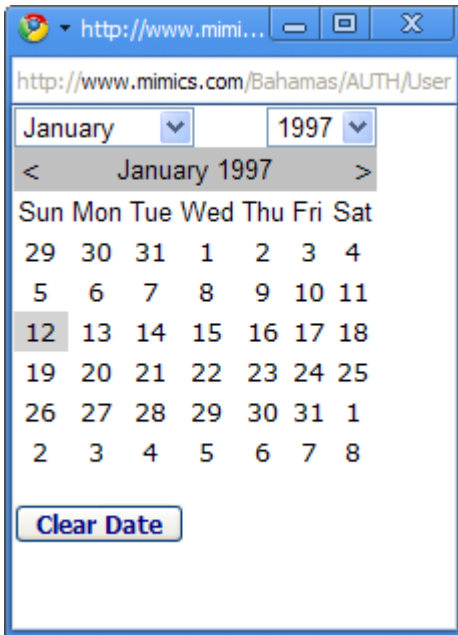 http://www.mimi...
http://www.mimics.com/Bahamas/AUTH/User
January 1997
< January 1997 >
Sun Mon Tue Wed Thu Fri Sat
29 30 31 1 2 3 4
5 6 7 8 9 10 11
12 13 14 15 16 17 18
19 20 21 22 23 24 25
26 27 28 29 30 31 1
2 3 4 5 6 7 8
Clear Date